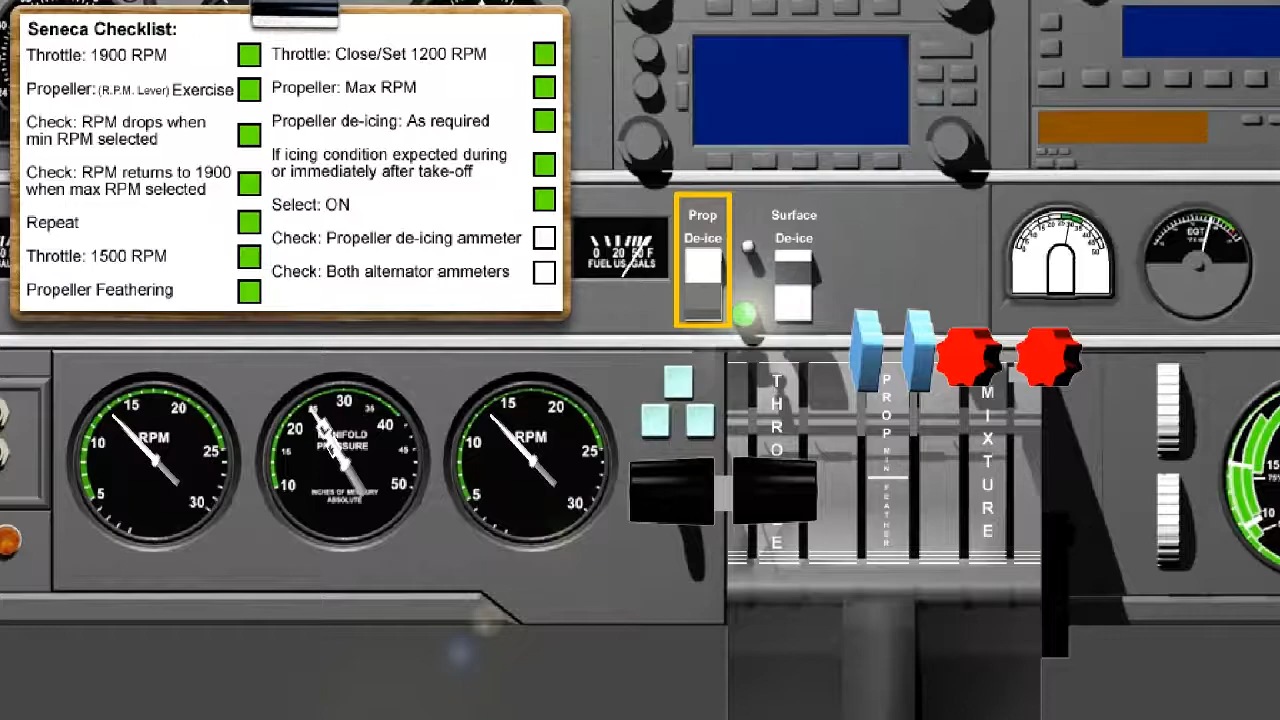 Seneca Checklist:
Throttle: 1900 RPM
Propeller: (R.P.M. Lever) Exercise
Check: RPM drops when
min RPM selected
Check: RPM returns to 1900
when max RPM selected
Repeat
Throttle: 1500 RPM
Propeller Feathering
Throttle: Close/Set 1200 RPM
Propeller: Max RPM
Propeller de-icing: As required
If icing condition expected during
or immediately after take-off
Select: ON
Check: Propeller de-icing ammeter
Check: Both alternator ammeters
0 20 50 F
FUEL U.S. GALS
Prop
De-ice
Surface
De-ice
EGT
5 10 15 20 25 30
RPM
10 15 20 30 35 40 45 50
MANIFOLD
PRESSURE
INCHES OF MERCURY
ABSOLUTE
5 10 15 20 25 30
RPM
PROP
MIN
FEATHER
MIXTURE